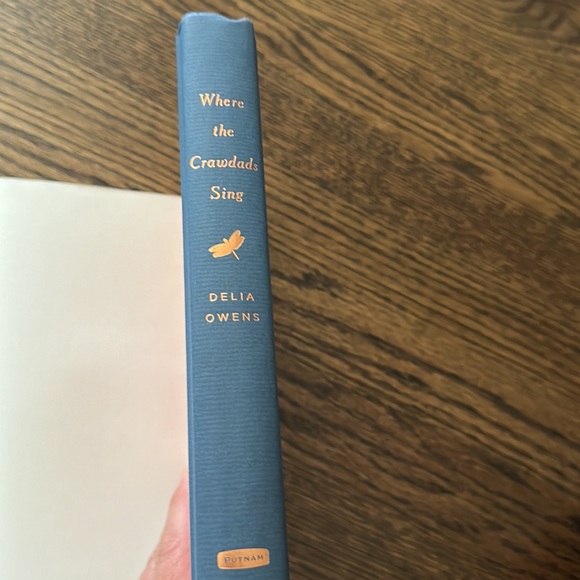 Where
the
Crawdads
Sing
DELIA
OWENS
PUTNAM